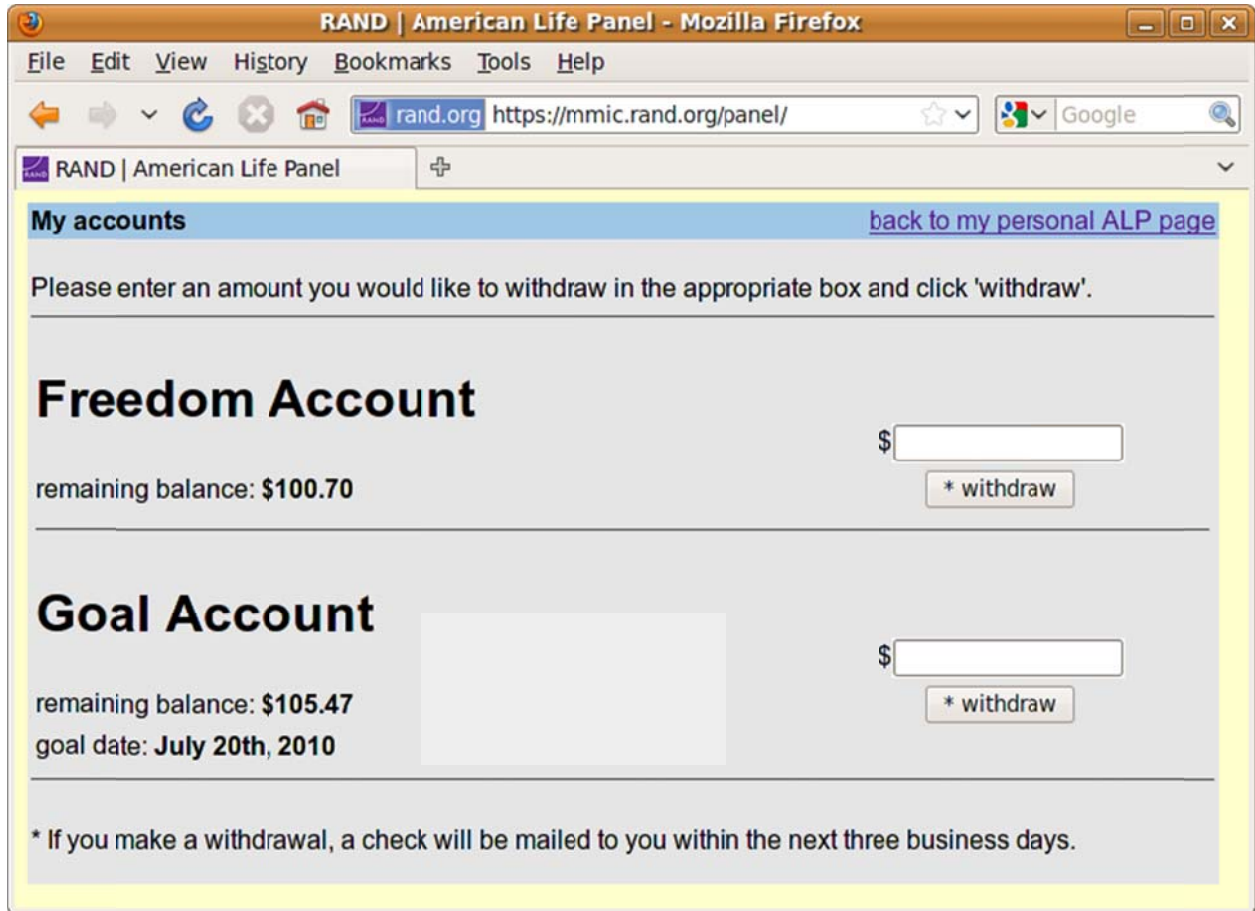 RAND | American Life Panel - Mozilla Firefox
File Edit View History Bookmarks Tools Help
rand.org https://mmic.rand.org/panel/ Google
RAND | American Life Panel
My accounts back to my personal ALP page
Please enter an amount you would like to withdraw in the appropriate box and click 'withdraw'.
Freedom Account
$
remaining balance: $100.70 * withdraw
Goal Account
$
remaining balance: $105.47 * withdraw
goal date: July 20th, 2010
* If you make a withdrawal, a check will be mailed to you within the next three business days.